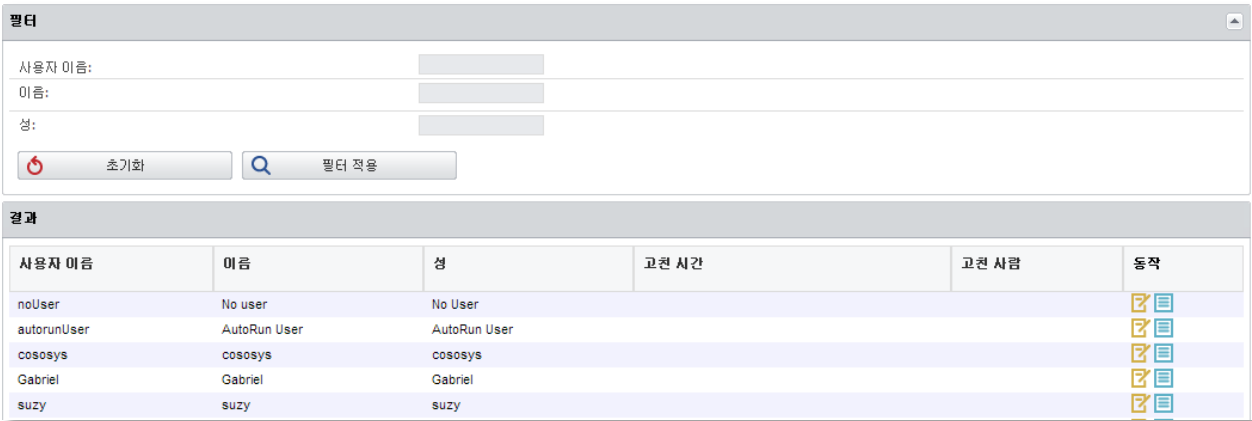 필터
사용자 이름:
이름:
성:
초기화 필터 적용
결과
사용자 이름 이름 성 고친 시간 고친 사람 동작
noUser No user No User
autorunUser AutoRun User AutoRun User
cososys cososys cososys
Gabriel Gabriel Gabriel
suzy suzy suzy